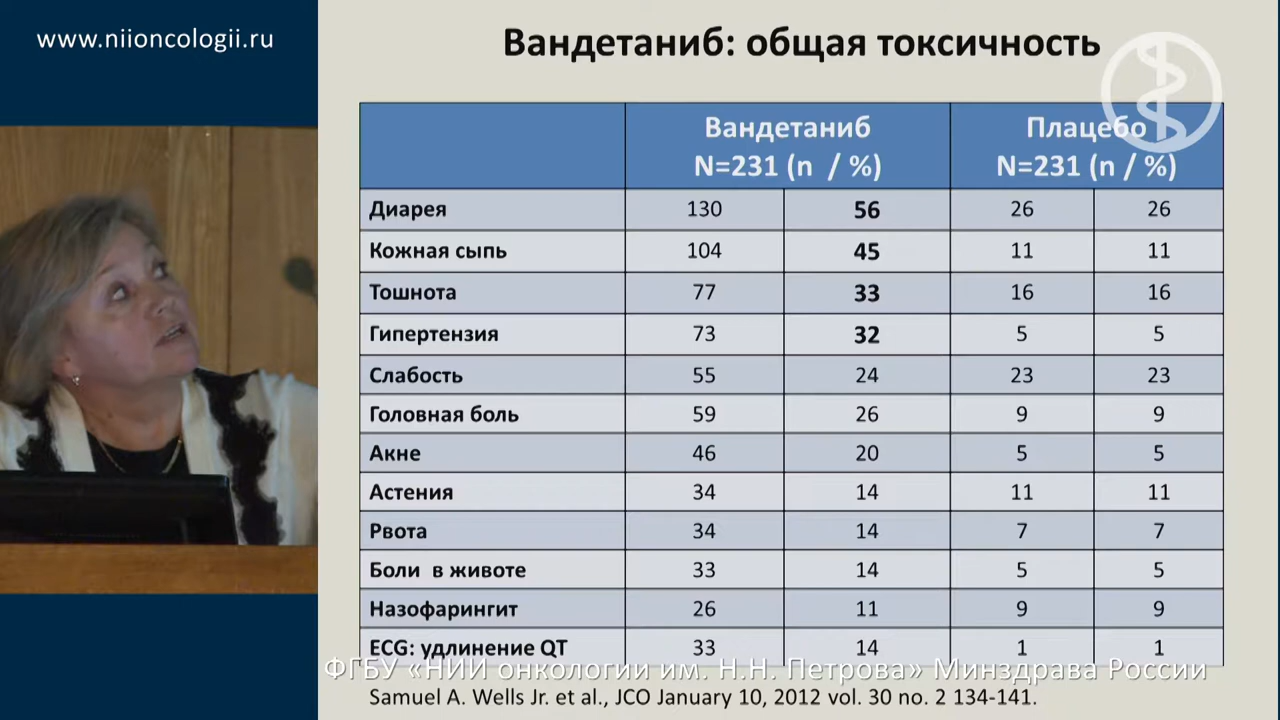 www.niioncologii.ru
Вандетаниб: общая токсичность
Вандетаниб Плацебо
N=231 (n / %) N=231 (n / %)
Диарея 130 56 26 26
Кожная сыпь 104 45 11 11
Тошнота 77 33 16 16
Гипертензия 73 32 5 5
Слабость 55 24 23 23
Головная боль 59 26 9 9
Акне 46 20 5 5
Астения 34 14 11 11
Рвота 34 14 7 7
Боли в животе 33 14 5 5
Назофарингит 26 11 9 9
ECG: удлинение QT 33 14 1 1
ФГБУ «НИИ онкологии им. Н.Н. Петрова» Минздрава России
Samuel A. Wells Jr. et al., JCO January 10, 2012 vol. 30 no. 2 134-141.